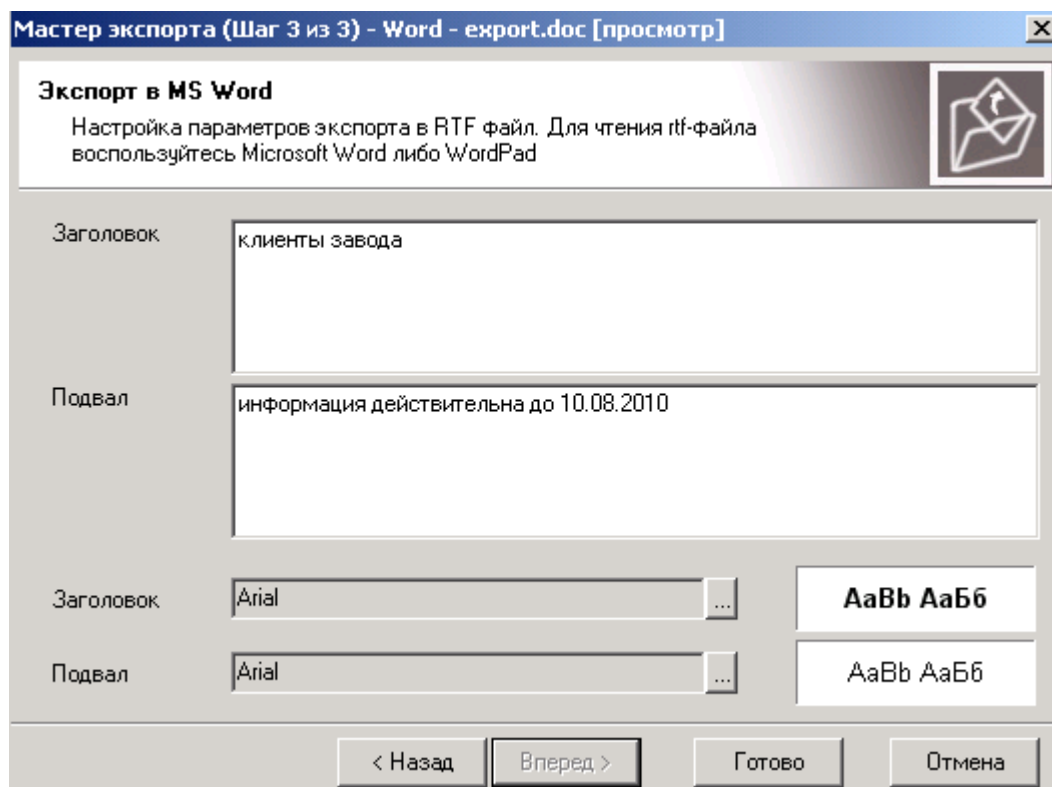 Мастер экспорта (Шаг 3 из 3) - Word - export.doc [просмотр]
Экспорт в MS Word
Настройка параметров экспорта в RTF файл. Для чтения rtf-файла
воспользуйтесь Microsoft Word либо WordPad
Заголовок
клиенты завода
Подвал
информация действительна до 10.08.2010
Заголовок Arial ... AaBb АаБб
Подвал Arial ... AaBb АаБб
< Назад Вперед > Готово Отмена